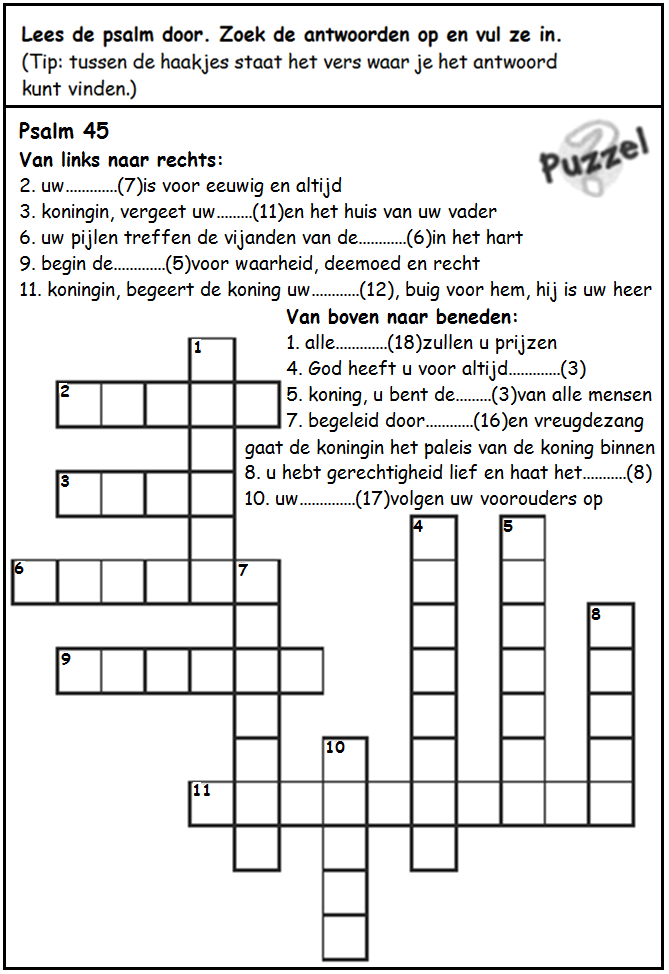 Lees de psalm door. Zoek de antwoorden op en vul ze in.
(Tip: tussen de haakjes staat het vers waar je het antwoord
kunt vinden.)
Psalm 45
Puzzel
?
Van links naar rechts:
2. uw.............(7)is voor eeuwig en altijd
3. koningin, vergeet uw.........(11)en het huis van uw vader
6. uw pijlen treffen de vijanden van de............(6)in het hart
9. begin de.............(5)voor waarheid, deemoed en recht
11. koningin, begeert de koning uw............(12), buig voor hem, hij is uw heer
Van boven naar beneden:
1. alle.............(18)zullen u prijzen
4. God heeft u voor altijd.............(3)
5. koning, u bent de.........(3)van alle mensen
7. begeleid door............(16)en vreugdezang
gaat de koningin het paleis van de koning binnen
8. u hebt gerechtigheid lief en haat het...........(8)
10. uw..............(17)volgen uw voorouders op
1
2
3
4 5
6 7
8
9
10
11